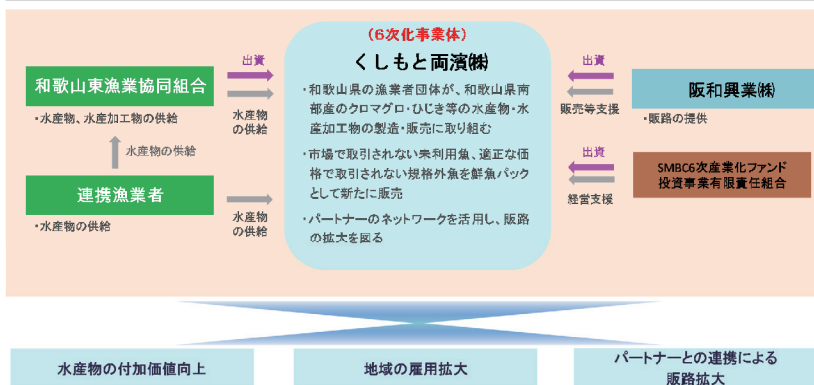 (6次化事業体)
くしもと両濱㈱
・和歌山県の漁業者団体が、和歌山県南
部産のクロマグロ・ひじき等の水産物・水
産加工物の製造・販売に取り組む
・市場で取引されない未利用魚、適正な価
格で取引されない規格外魚を鮮魚パック
として新たに販売
・パートナーのネットワークを活用し、販路
の拡大を図る
和歌山東漁業協同組合
・水産物、水産加工物の供給
水産物の供給
連携漁業者
・水産物の供給
出資
水産物
の供給
水産物
の供給
出資
販売等支援
阪和興業㈱
・販路の提供
出資
経営支援
SMBC6次産業化ファンド
投資事業有限責任組合
水産物の付加価値向上
地域の雇用拡大
パートナーとの連携による
販路拡大